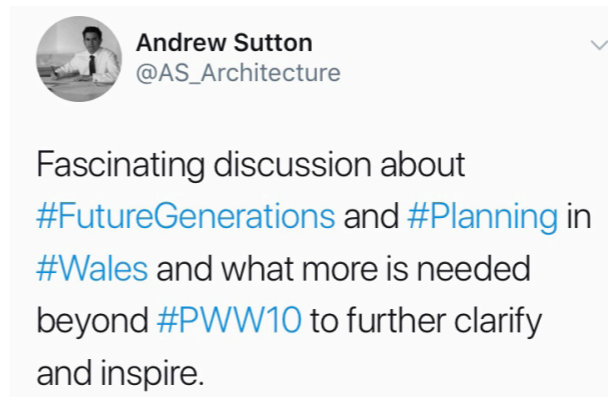 Andrew Sutton
@AS_Architecture
Fascinating discussion about
#FutureGenerations and #Planning in
#Wales and what more is needed
beyond #PWW10 to further clarify
and inspire.